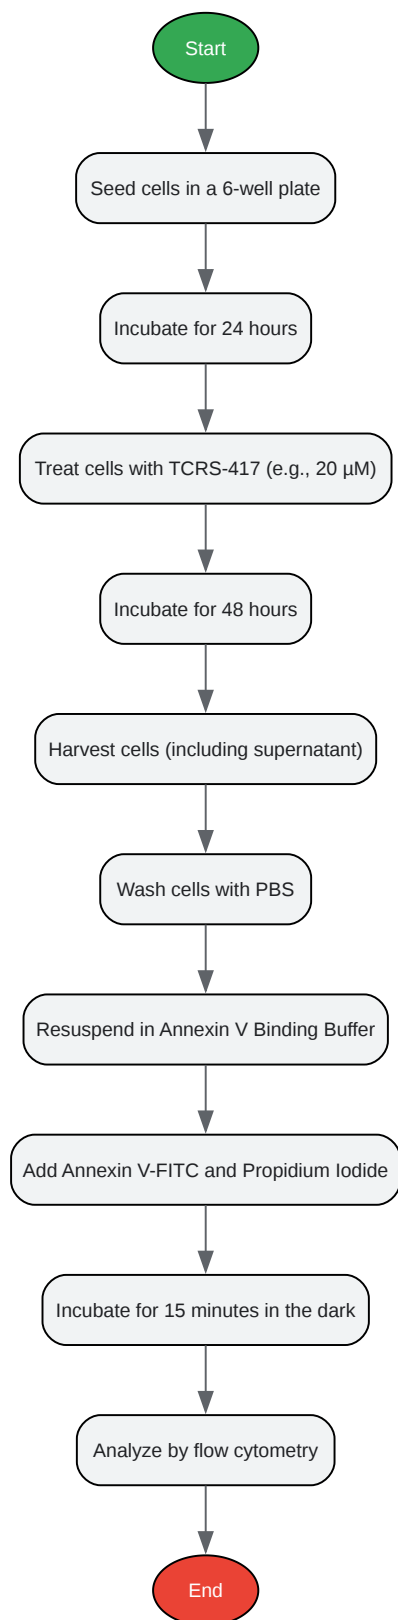 Start
Seed cells in a 6-well plate
Incubate for 24 hours
Treat cells with TCRS-417 (e.g., 20 µM)
Incubate for 48 hours
Harvest cells (including supernatant)
Wash cells with PBS
Resuspend in Annexin V Binding Buffer
Add Annexin V-FITC and Propidium Iodide
Incubate for 15 minutes in the dark
Analyze by flow cytometry
End